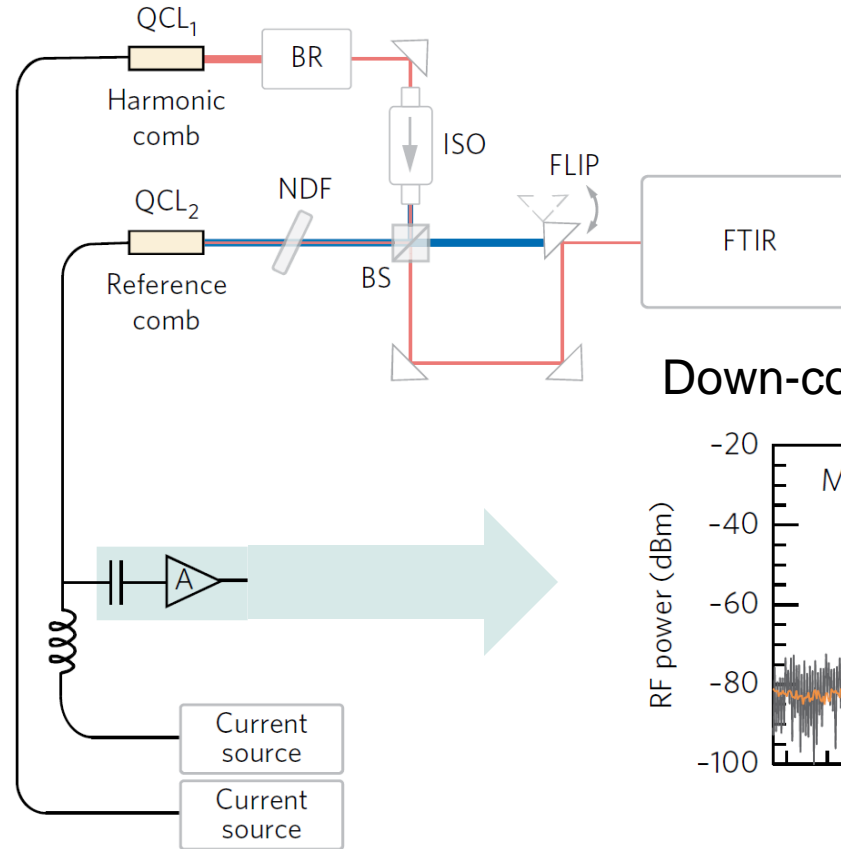 QCL1
BR
Harmonic
comb
ISO
FLIP
NDF
QCL2
FTIR
BS
Reference
comb
Down-co
-20
M
-40
RF power (dBm)
A
-60
-80
Current
source
-100
Current
source